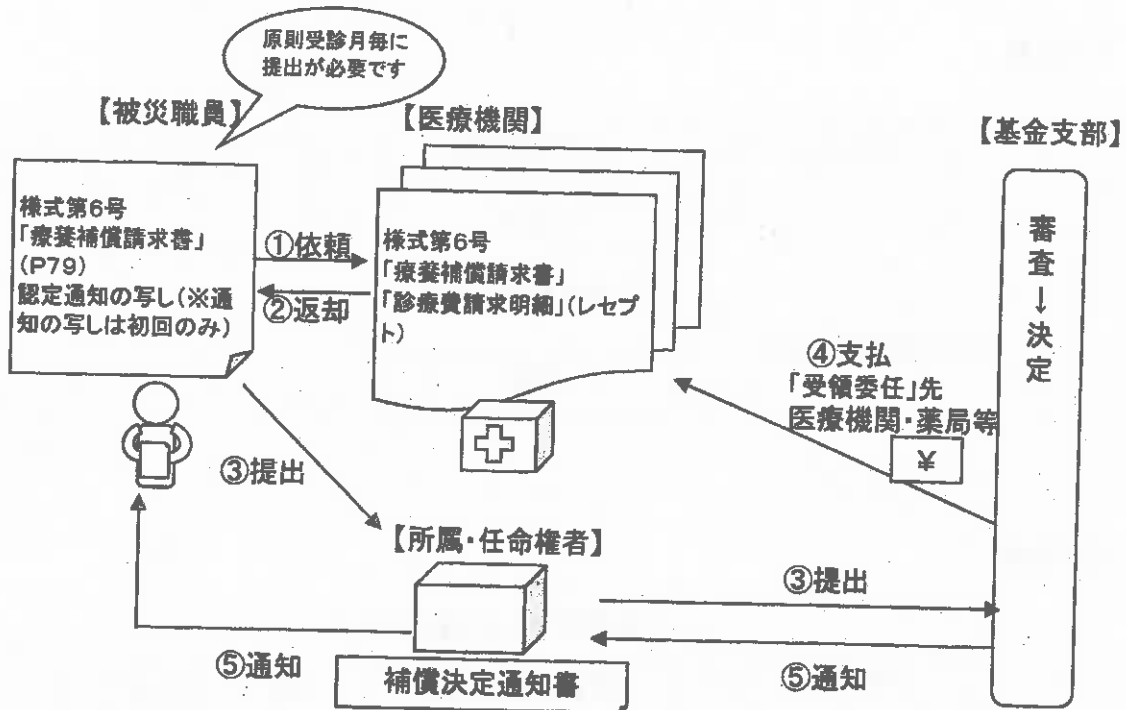 原則受診月毎に
提出が必要です
【被災職員】
【医療機関】
【基金支部】
様式第6号
「療養補償請求書」
(P79)
認定通知の写し(※通
知の写しは初回のみ)
①依頼
②返却
様式第6号
「療養補償請求書」
「診療費請求明細」(レセプ
ト)
審査→決定
④支払
「受領委任」先
医療機関・薬局等
¥
③提出
【所属・任命権者】
③提出
⑤通知
補償決定通知書
⑤通知